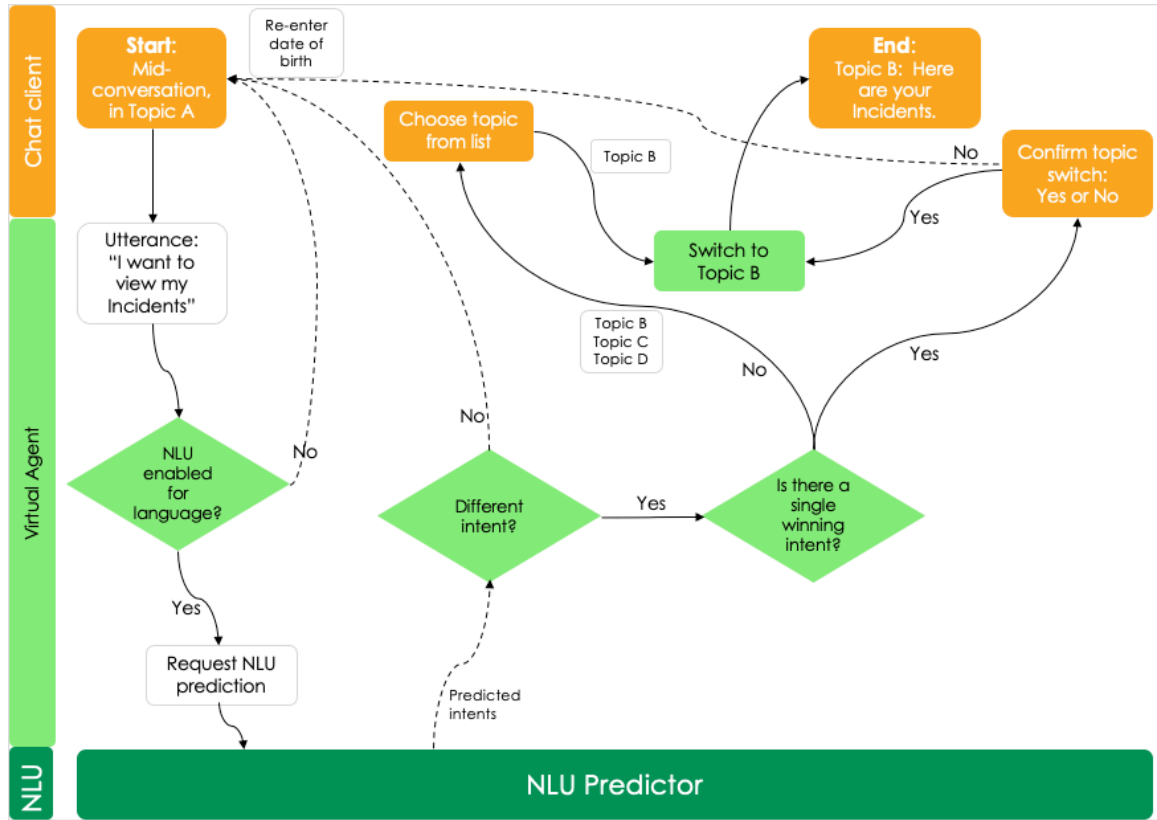 Chat client
Virtual Agent
NLU
Start:
Mid-
conversation,
in Topic A
Re-enter
date of
birth
End:
Topic B:  Here
are your
Incidents.
Choose topic
from list
Topic B
No
Confirm topic
switch:
Yes or No
Yes
Utterance:
“I want to
view my
Incidents”
Switch to
Topic B
Topic B
Topic C
Topic D
No
Yes
No
No
NLU
enabled
for
language?
Different
intent?
Yes
Is there a
single
winning
intent?
Yes
Request NLU
prediction
Predicted
intents
NLU Predictor